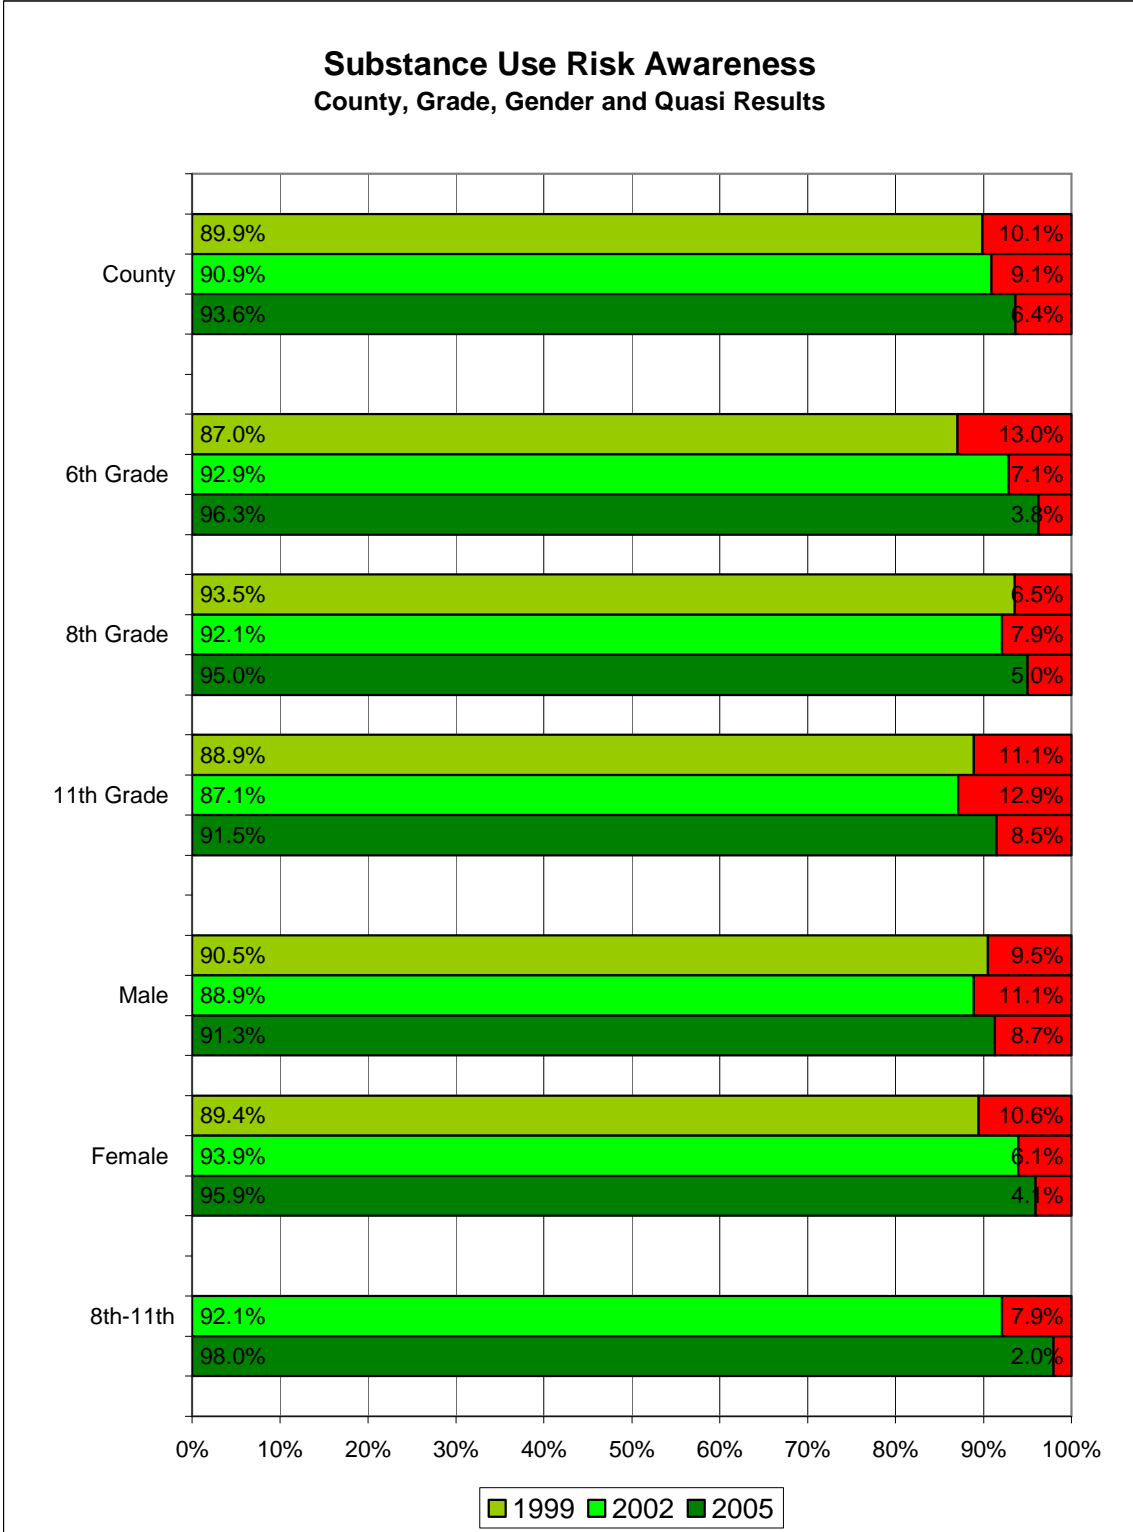 Substance Use Risk Awareness
County, Grade, Gender and Quasi Results
89.9% 10.1%
County 90.9% 9.1%
93.6% 6.4%
87.0% 13.0%
6th Grade 92.9% 7.1%
96.3% 3.8%
93.5% 6.5%
8th Grade 92.1% 7.9%
95.0% 5.0%
88.9% 11.1%
11th Grade 87.1% 12.9%
91.5% 8.5%
90.5% 9.5%
Male 88.9% 11.1%
91.3% 8.7%
89.4% 10.6%
Female 93.9% 6.1%
95.9% 4.1%
8th-11th 92.1% 7.9%
98.0% 2.0%
0% 10% 20% 30% 40% 50% 60% 70% 80% 90% 100%
1999 2002 2005